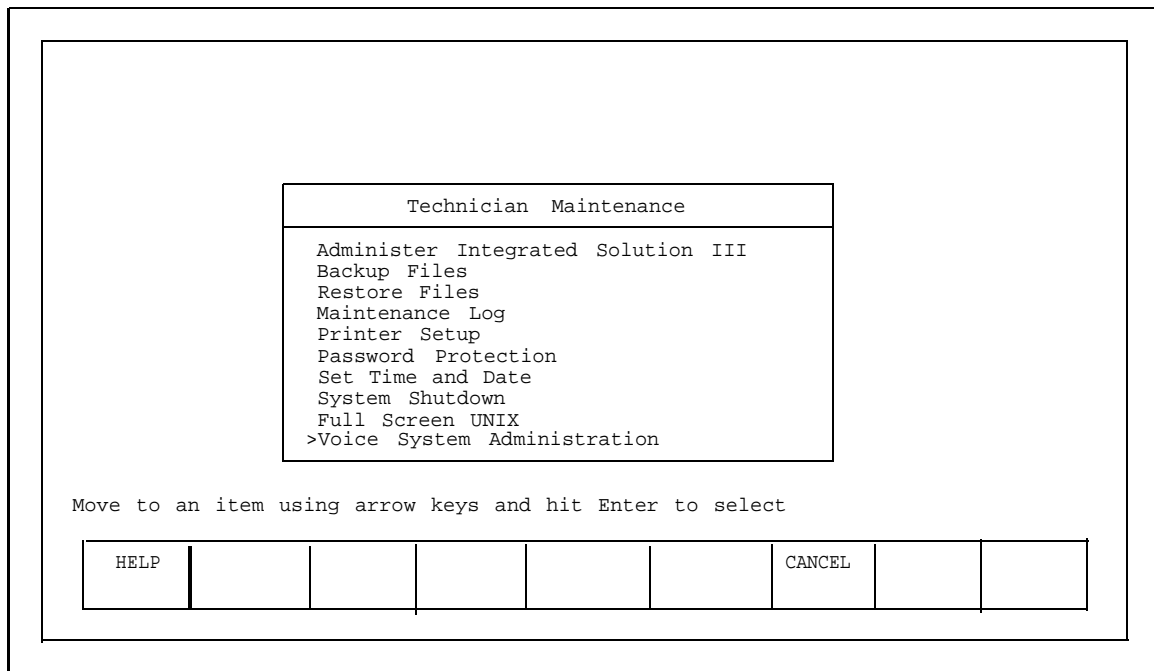 Technician Maintenance
Administer Integrated Solution III
Backup Files
Restore Files
Maintenance Log
Printer Setup
Password Protection
Set Time and Date
System Shutdown
Full Screen UNIX
>Voice System Administration
Move to an item using arrow keys and hit Enter to select
HELP CANCEL